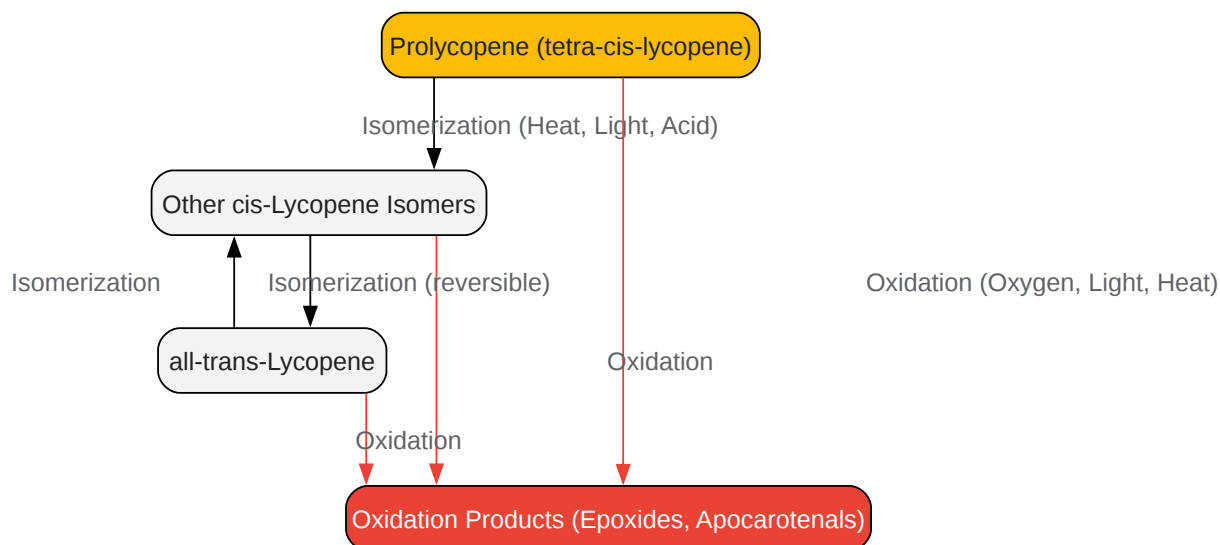 Prolycopene (tetra-cis-lycopene)
Isomerization (Heat, Light, Acid)
Other cis-Lycopene Isomers
Isomerization
Isomerization (reversible)
Oxidation (Oxygen, Light, Heat)
all-trans-Lycopene
Oxidation
Oxidation
Oxidation Products (Epoxides, Apocarotenals)